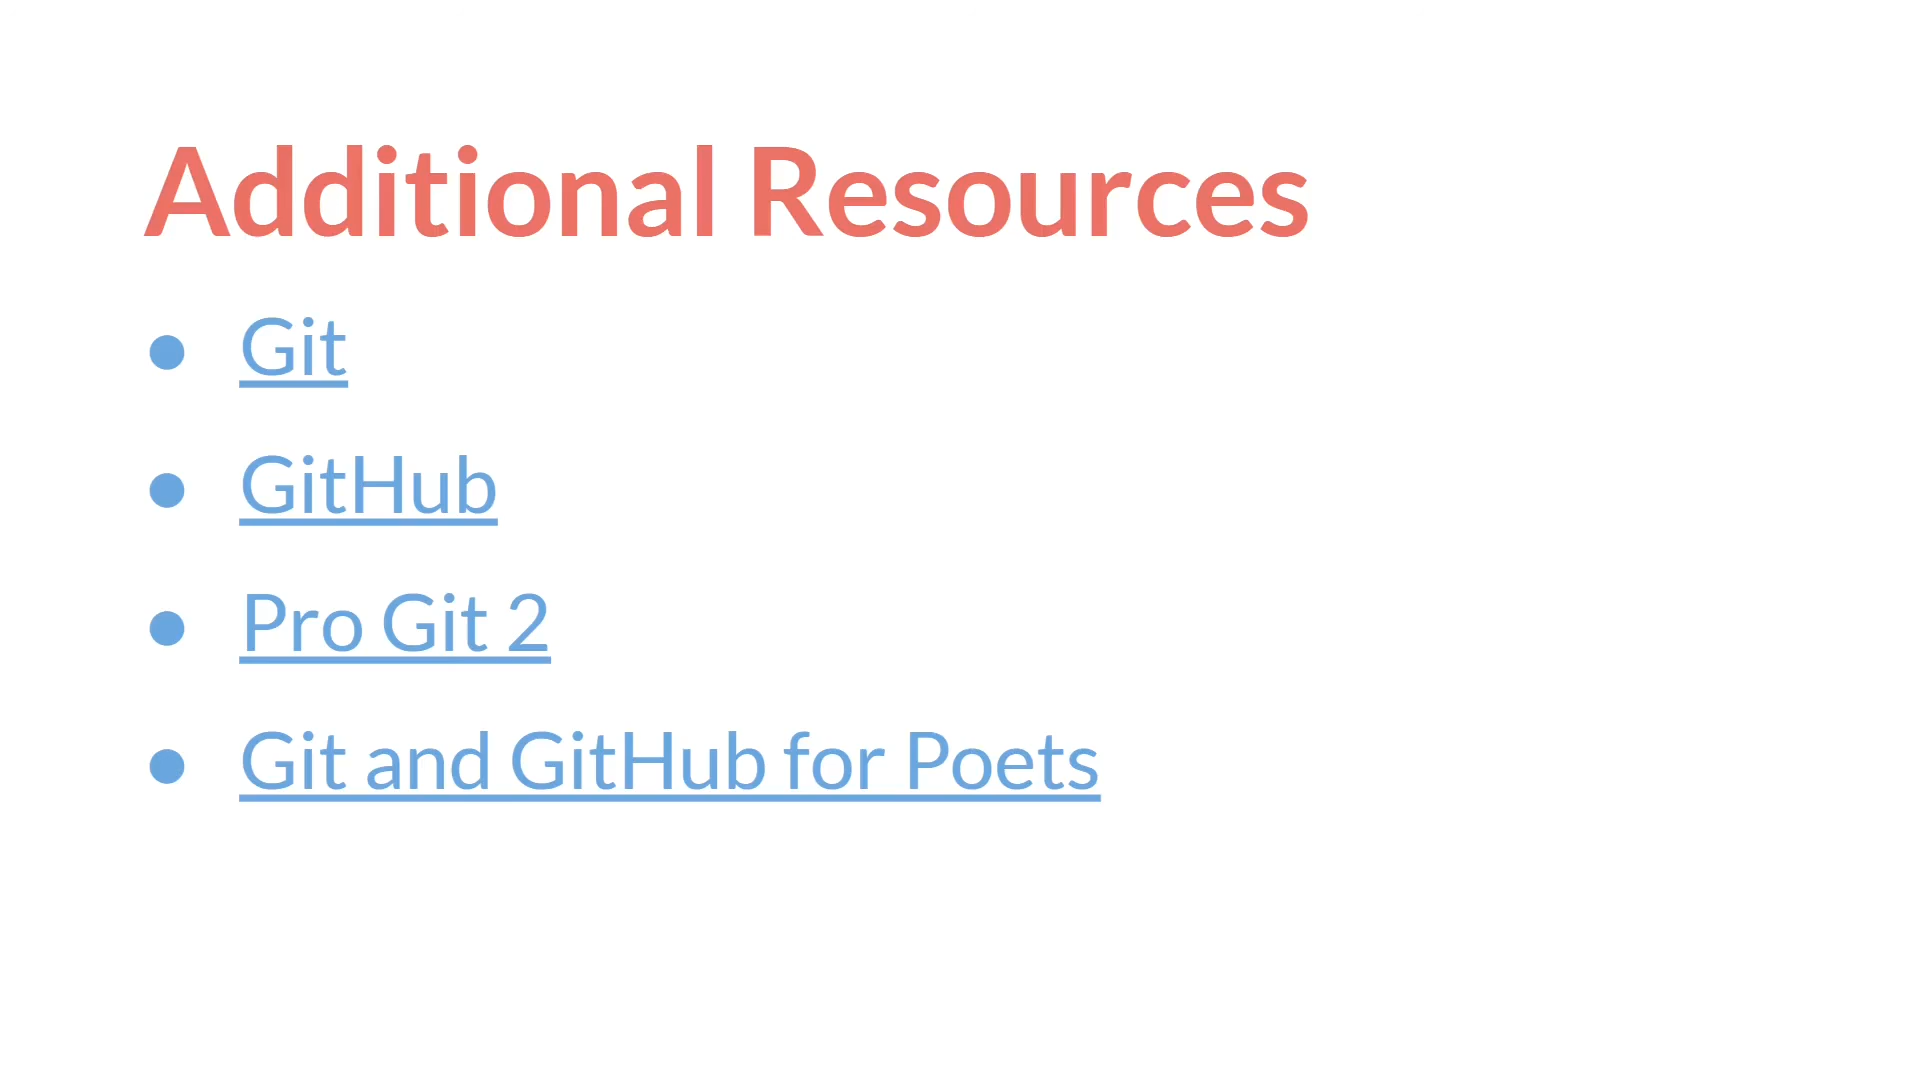 Additional Resources
● Git
● GitHub
● Pro Git 2
● Git and GitHub for Poets